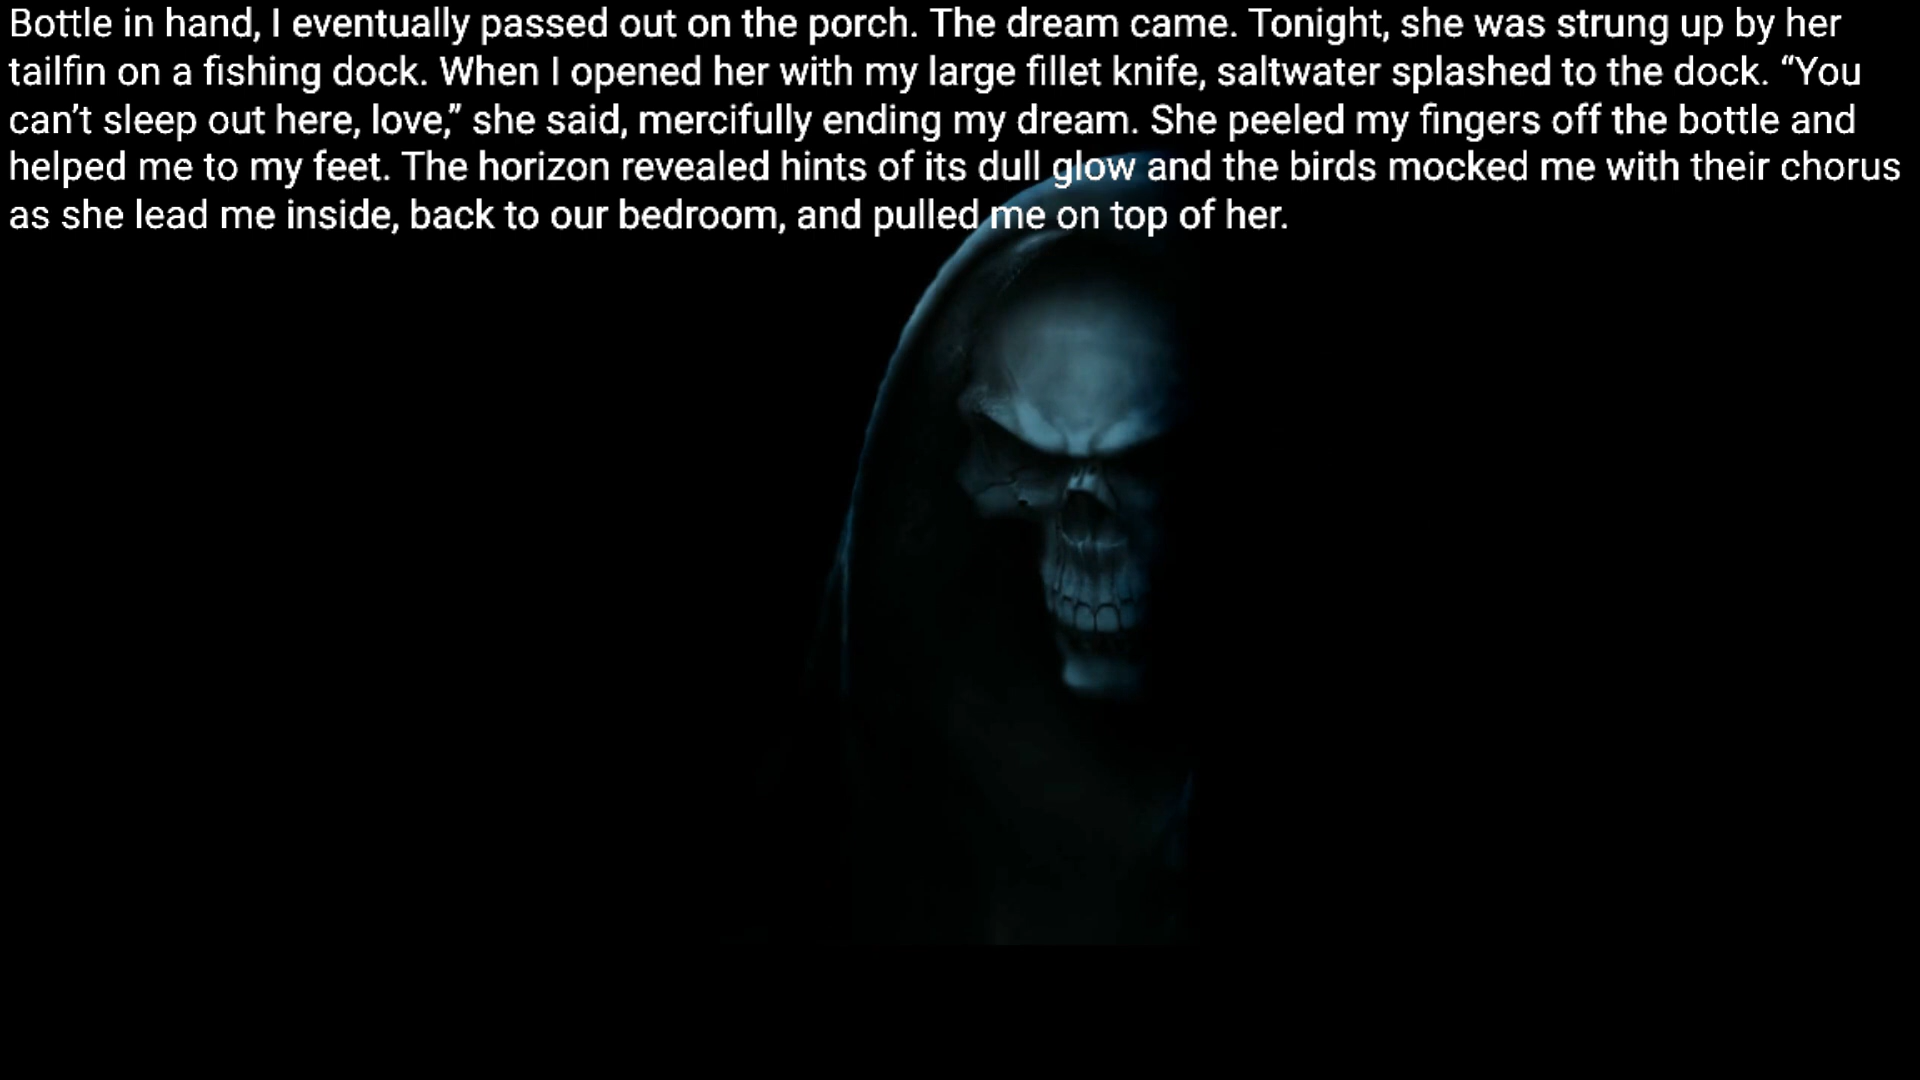 Bottle in hand, I eventually passed out on the porch. The dream came. Tonight, she was strung up by her
tailfin on a fishing dock. When I opened her with my large fillet knife, saltwater splashed to the dock. “You
can’t sleep out here, love,” she said, mercifully ending my dream. She peeled my fingers off the bottle and
helped me to my feet. The horizon revealed hints of its dull glow and the birds mocked me with their chorus
as she lead me inside, back to our bedroom, and pulled me on top of her.